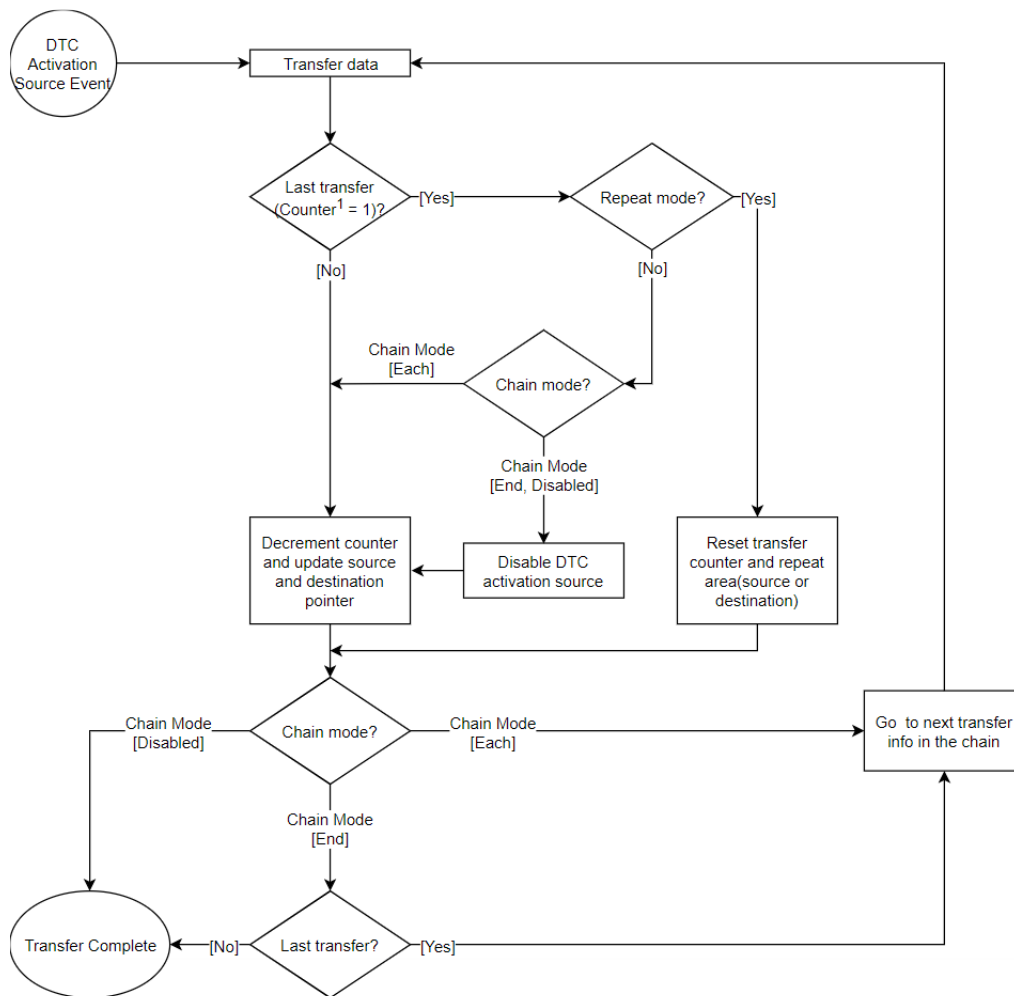 DTC
Activation
Source Event
Transfer data
Last transfer
(Counter¹ = 1)?
[Yes]
Repeat mode?
[Yes]
[No]
[No]
Chain Mode
[Each]
Chain mode?
Chain Mode
[End, Disabled]
Decrement counter
and update source
and destination
pointer
Disable DTC
activation source
Reset transfer
counter and repeat
area(source or
destination)
Chain Mode
[Disabled]
Chain mode?
Chain Mode
[Each]
Go to next transfer
info in the chain
Chain Mode
[End]
Transfer Complete
[No]
Last transfer?
[Yes]